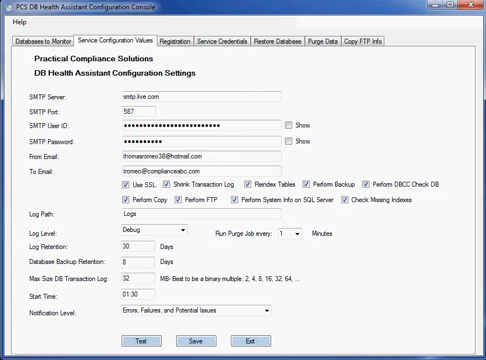 PCS DB Health Assistant Configuration Console
Help
Databases to Monitor Service Configuration Values Registration Service Credentials Restore Database Purge Data Copy FTP Info
Practical Compliance Solutions
DB Health Assistant Configuration Settings
SMTP Server: smtp.live.com
SMTP Port: 587
SMTP User ID: Show
SMTP Password: Show
From Email: thomasromeo38@hotmail.com
To Email: tromeo@complianceabc.com
Use SSL Shrink Transaction Log Reindex Tables Perform Backup Perform DBCC Check DB
Perform Copy Perform FTP Perform System Info on SQL Server Check Missing Indexes
Log Path: Logs
Log Level: Debug Run Purge Job every: 1 Minutes
Log Retention: 30 Days
Database Backup Retention: 8 Days
Max Size DB Transaction Log: 32 MB- Best to be a binary multiple: 2, 4, 8, 16, 32, 64, ...
Start Time: 01:30
Notification Level: Errors, Failures, and Potential Issues
Test Save Exit